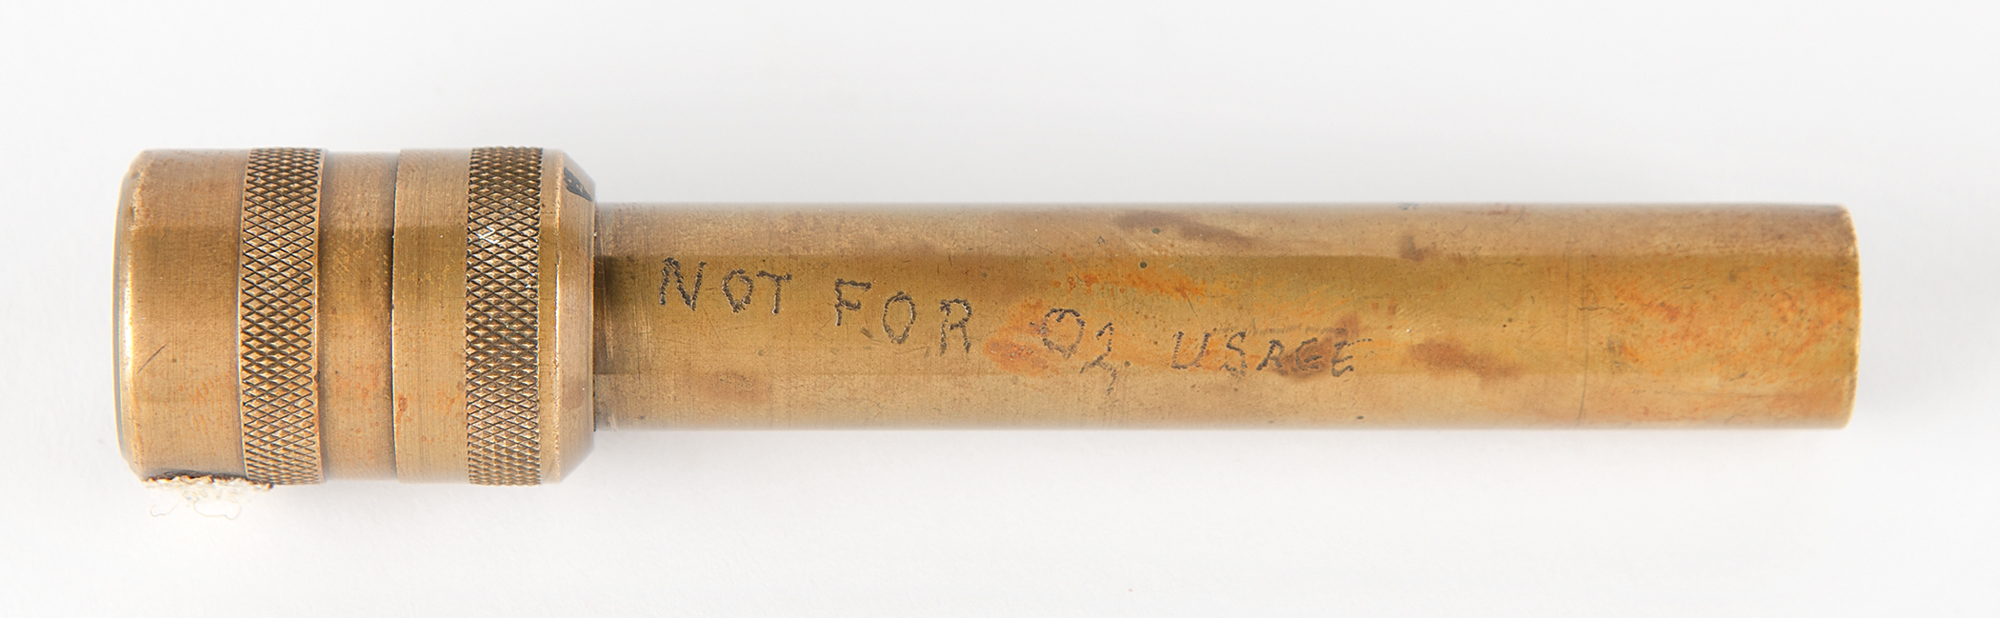 NOT FOR O2 USAGE